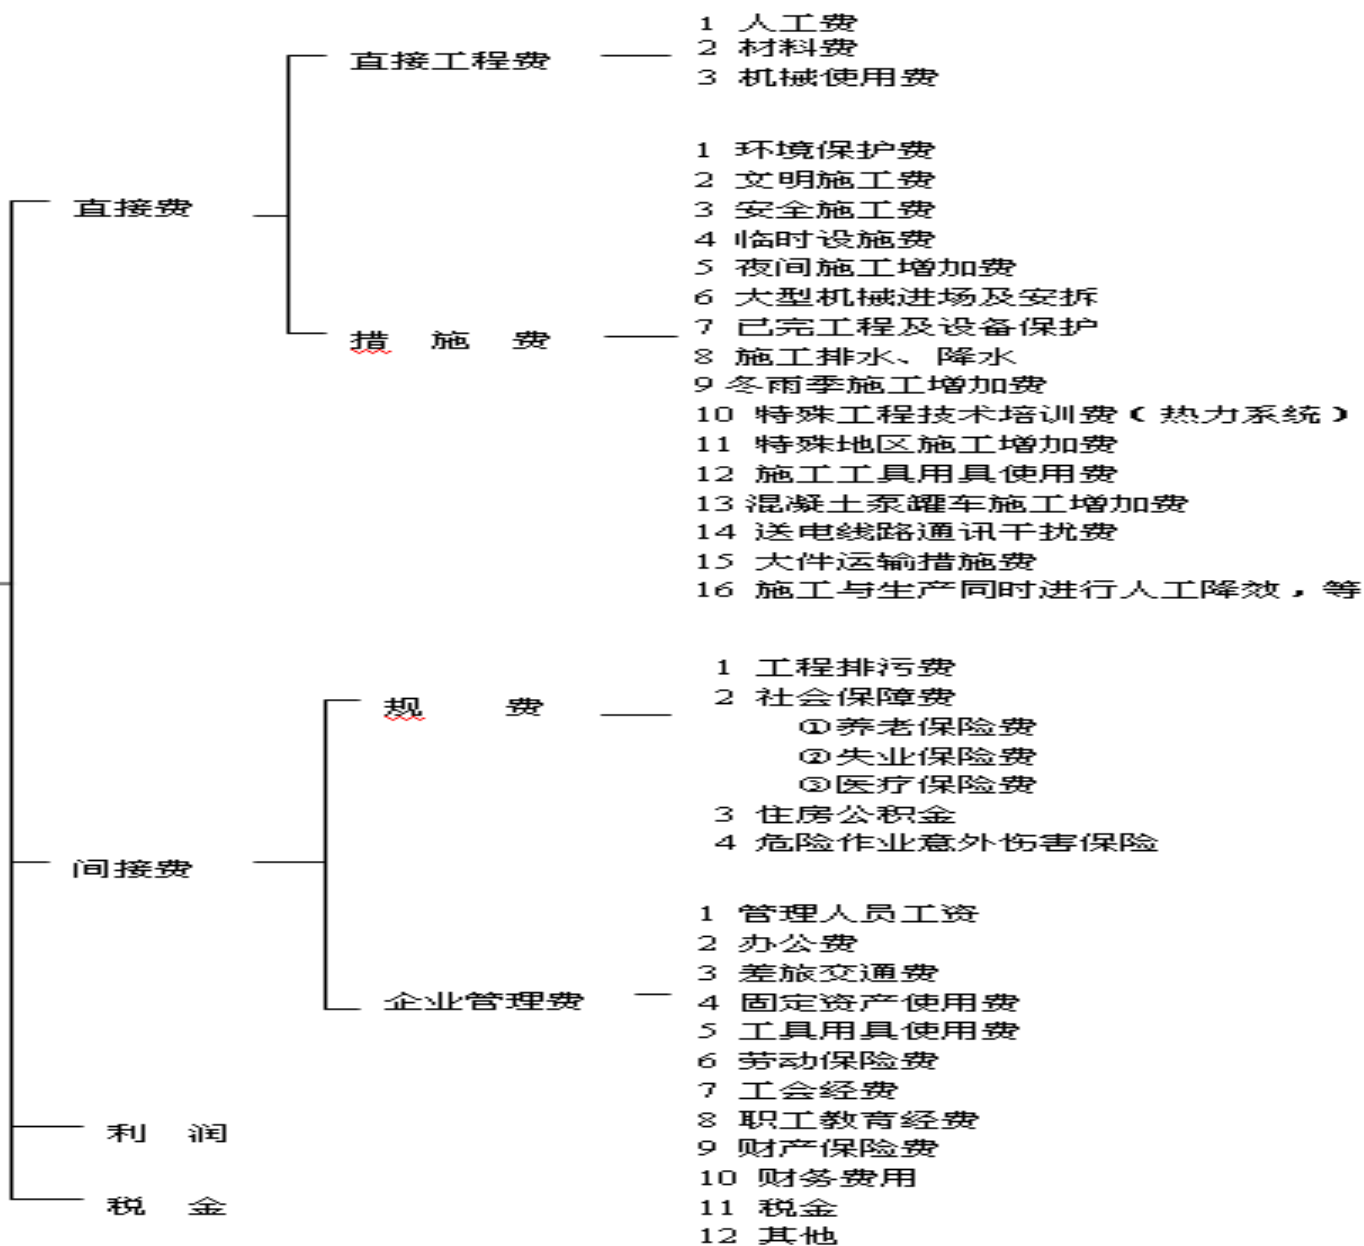 直接费
直接工程费
1 人工费
2 材料费
3 机械使用费
措 施 费
1 环境保护费
2 文明施工费
3 安全施工费
4 临时设施费
5 夜间施工增加费
6 大型机械进场及安拆
7 已完工程及设备保护
8 施工排水、降水
9 冬雨季施工增加费
10 特殊工程技术培训费(热力系统)
11 特殊地区施工增加费
12 施工工具用具使用费
13 混凝土泵罐车施工增加费
14 送电线路通讯干扰费
15 大件运输措施费
16 施工与生产同时进行人工降效,等
间接费
规 费
1 工程排污费
2 社会保障费
①养老保险费
②失业保险费
③医疗保险费
3 住房公积金
4 危险作业意外伤害保险
企业管理费
1 管理人员工资
2 办公费
3 差旅交通费
4 固定资产使用费
5 工具用具使用费
6 劳动保险费
7 工会经费
8 职工教育经费
9 财产保险费
10 财务费用
11 税金
12 其他
利 润
税 金